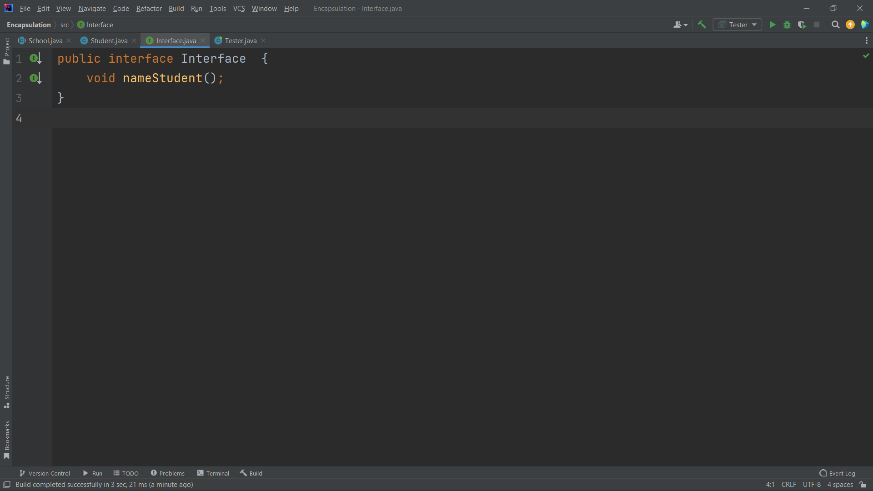 File Edit View Navigate Code Refactor Build Run Tools VCS Window Help Encapsulation - Interface.java
Encapsulation src Interface Tester
School.java Student.java Interface.java Tester.java
Project
1 public interface Interface {
2 void nameStudent();
3 }
4
Structure
Bookmarks
Version Control Run TODO Problems Terminal Build Event Log
Build completed successfully in 3 sec, 21 ms (a minute ago) 4:1 CRLF UTF-8 4 spaces